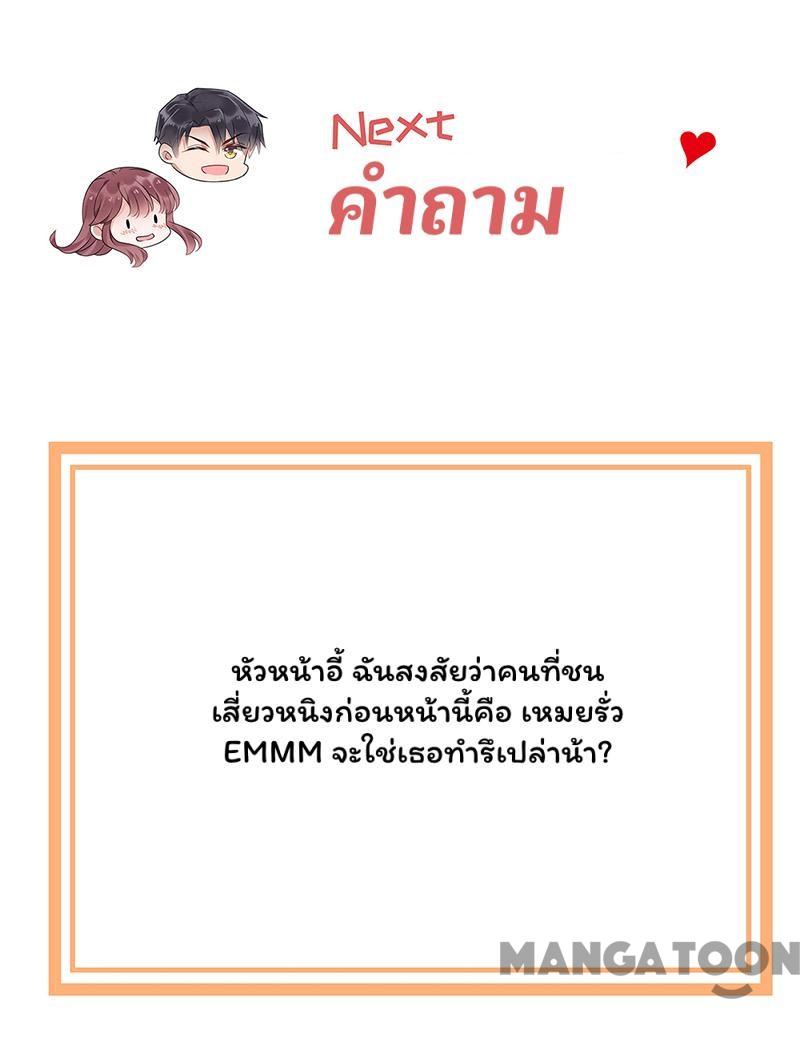 Next
คำถาม
หัวหน้าอี้ ฉันสงสัยว่าคนที่ชน
เสี่ยวหนิงก่อนหน้านี้คือ เหมยรั่ว
EMMM จะใช่เธอทำรึเปล่าน้า?
MANGATOON